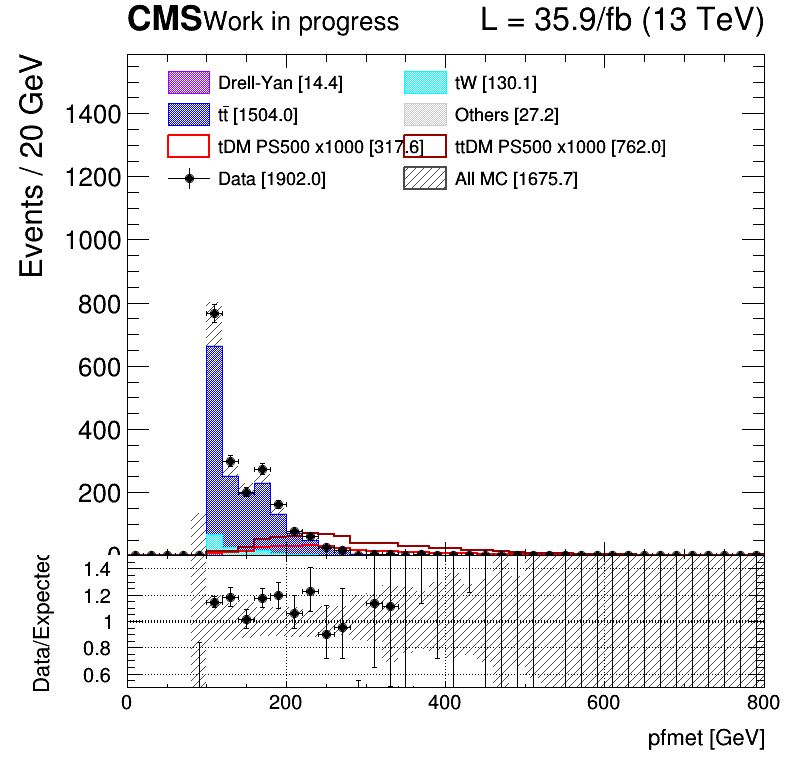 CMS Work in progress L = 35.9/fb (13 TeV)
Events / 20 GeV
Drell-Yan [14.4] tW [130.1]
tt̄ [1504.0] Others [27.2]
tDM PS500 x1000 [317.6] ttDM PS500 x1000 [762.0]
Data [1902.0] All MC [1675.7]
1400
1200
1000
800
600
400
200
0
Data/Expected
1.4
1.2
1
0.8
0.6
0 200 400 600 800
pfmet [GeV]